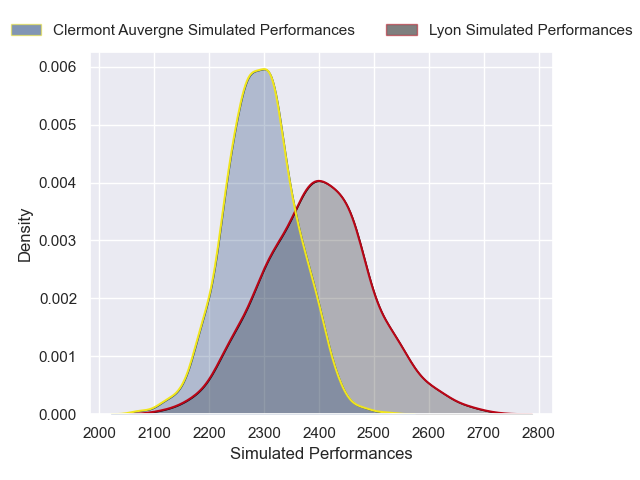 Clermont Auvergne Simulated Performances
Lyon Simulated Performances
0.006
0.005
0.004
0.003
0.002
0.001
0.000
Density
2000 2100 2200 2300 2400 2500 2600 2700 2800
Simulated Performances